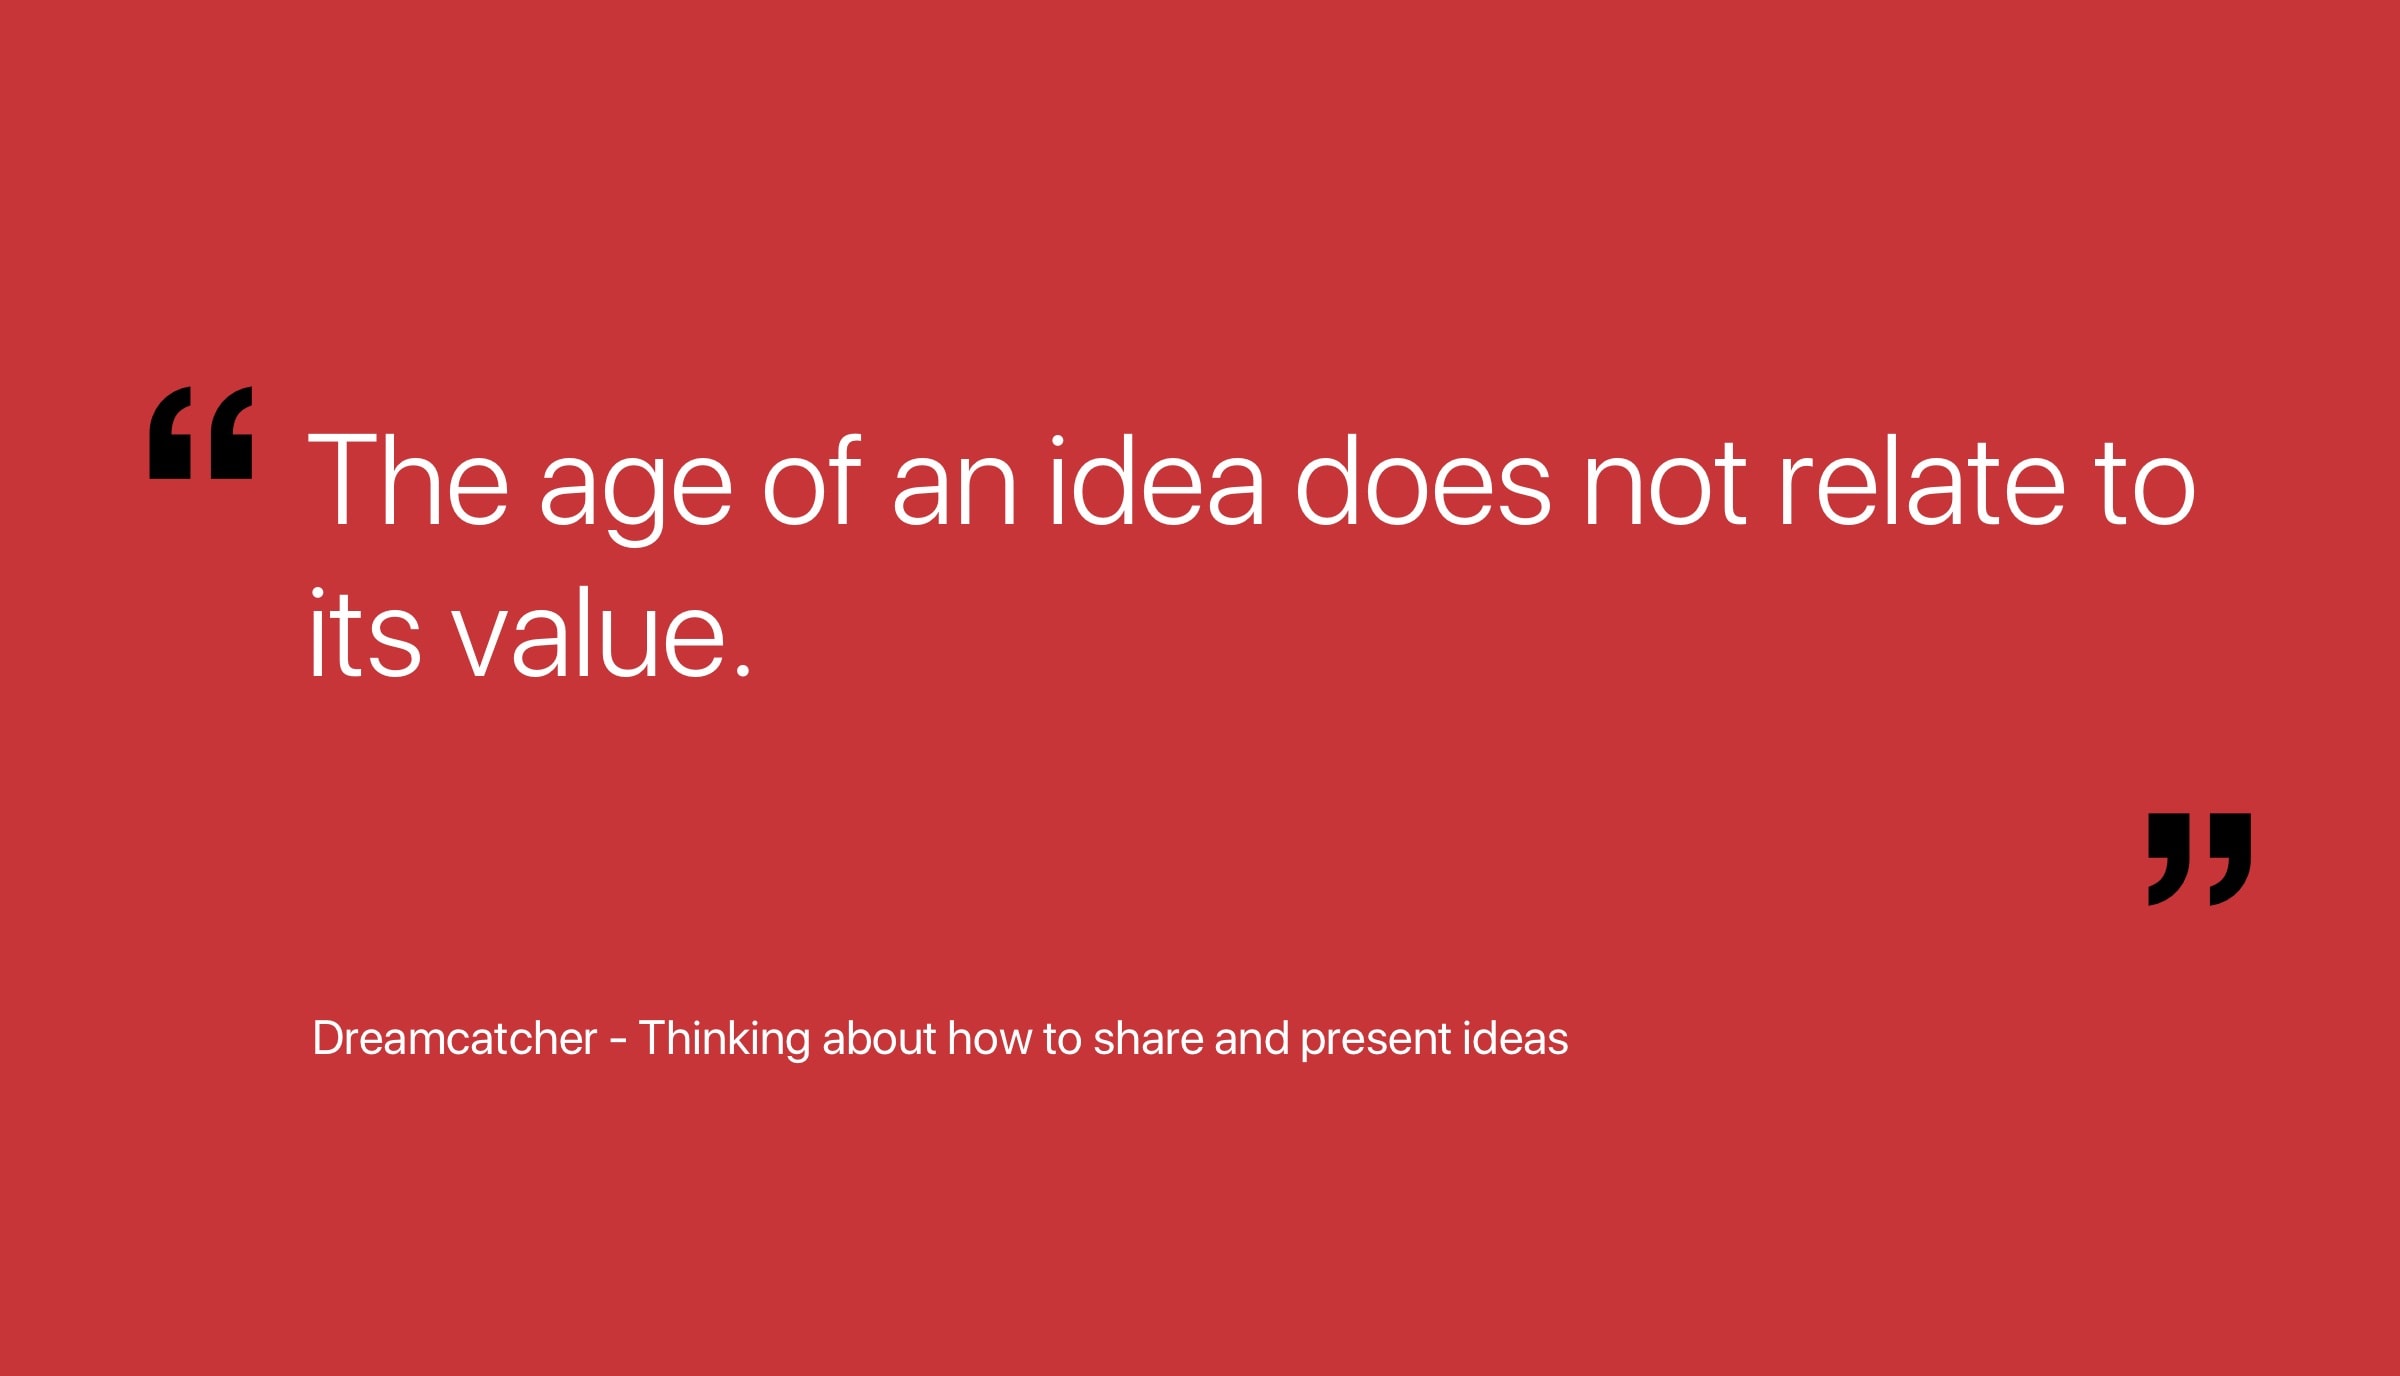 “The age of an idea does not relate to
its value.
”
Dreamcatcher - Thinking about how to share and present ideas